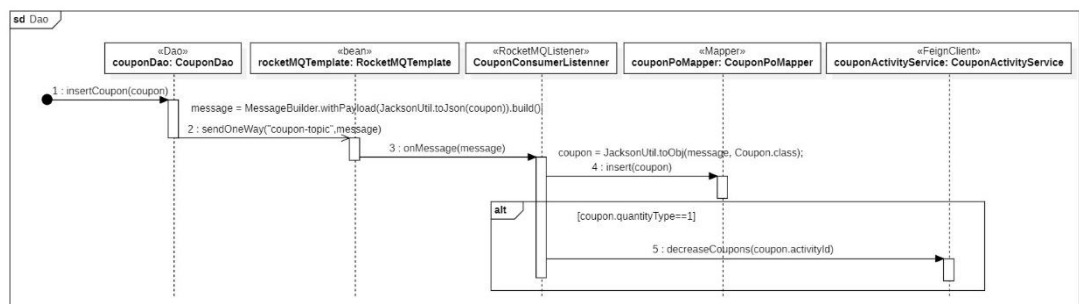 sd Dao
«Dao»
couponDao: CouponDao
«bean»
rocketMQTemplate: RocketMQTemplate
«RocketMQListener»
CouponConsumerListenner
«Mapper»
couponPoMapper: CouponPoMapper
«FeignClient»
couponActivityService: CouponActivityService
1 : insertCoupon(coupon)
message = MessageBuilder.withPayload(JacksonUtil.toJson(coupon)).build()
2 : sendOneWay("coupon-topic",message)
3 : onMessage(message)
coupon = JacksonUtil.toObj(message, Coupon.class);
4 : insert(coupon)
alt
[coupon.quantityType==1]
5 : decreaseCoupons(coupon.activityId)